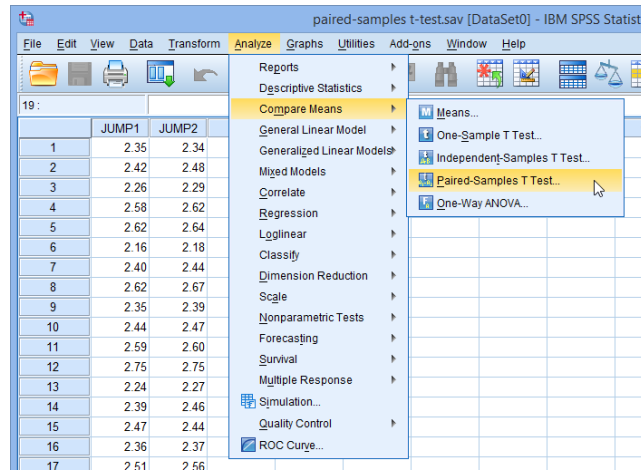 paired-samples t-test.sav [DataSet0] - IBM SPSS Statist
File Edit View Data Transform Analyze Graphs Utilities Add-ons Window Help
19 :
JUMP1 JUMP2
1 2.35 2.34
2 2.42 2.48
3 2.26 2.29
4 2.58 2.62
5 2.62 2.64
6 2.16 2.18
7 2.40 2.44
8 2.62 2.67
9 2.35 2.39
10 2.44 2.47
11 2.59 2.60
12 2.75 2.75
13 2.24 2.27
14 2.39 2.46
15 2.47 2.44
16 2.36 2.37
17 2.51 2.56
Reports
Descriptive Statistics
Compare Means
General Linear Model
Generalized Linear Models
Mixed Models
Correlate
Regression
Loglinear
Classify
Dimension Reduction
Scale
Nonparametric Tests
Forecasting
Survival
Multiple Response
Simulation...
Quality Control
ROC Curve...
M Means...
t One-Sample T Test...
Independent-Samples T Test...
Paired-Samples T Test...
One-Way ANOVA...